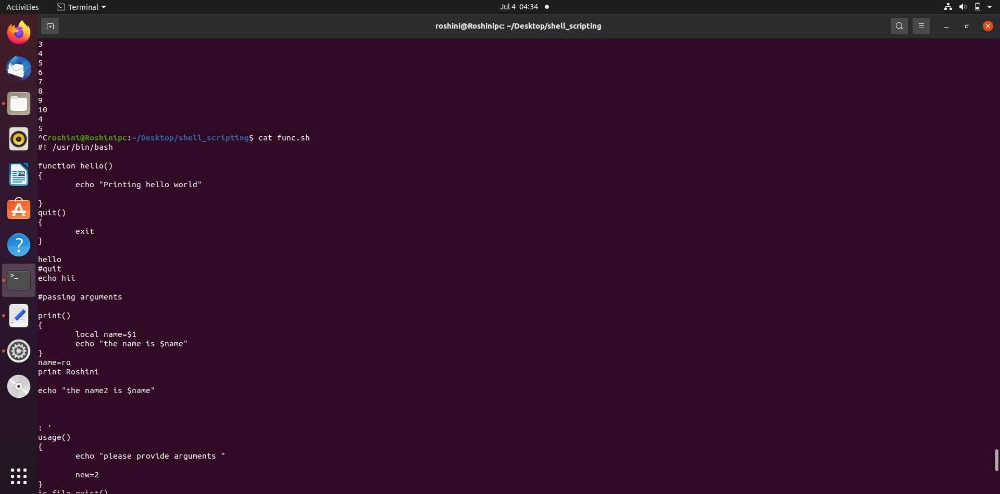 Activities
Terminal
Jul 4 04:34
roshini@Roshinipc: ~/Desktop/shell_scripting
3
4
5
6
7
8
9
10
4
5
^Croshini@Roshinipc:~/Desktop/shell_scripting$ cat func.sh
#! /usr/bin/bash
function hello()
{
        echo "Printing hello world"
}
quit()
{
        exit
}
hello
#quit
echo hii
#passing arguments
print()
{
        local name=$1
        echo "the name is $name"
}
name=ro
print Roshini
echo "the name2 is $name"
: '
usage()
{
        echo "please provide arguments "
        new=2
}
is_file_exist()